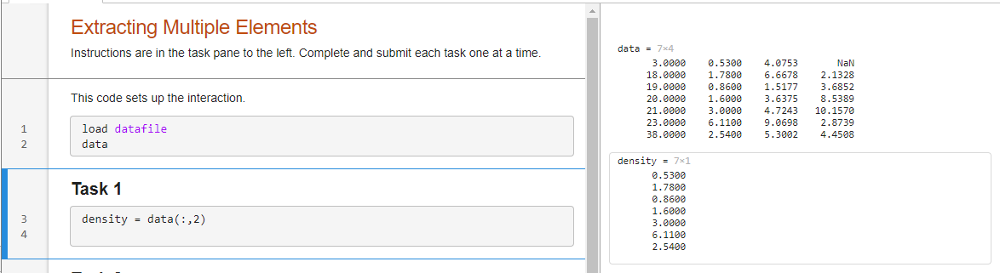 Extracting Multiple Elements
Instructions are in the task pane to the left. Complete and submit each task one at a time.
This code sets up the interaction.
1 load datafile
2 data
Task 1
3 density = data(:,2)
4
data = 7×4
3.0000 0.5300 4.0753 NaN
18.0000 1.7800 6.6678 2.1328
19.0000 0.8600 1.5177 3.6852
20.0000 1.6000 3.6375 8.5389
21.0000 3.0000 4.7243 10.1570
23.0000 6.1100 9.0698 2.8739
38.0000 2.5400 5.3002 4.4508
density = 7×1
0.5300
1.7800
0.8600
1.6000
3.0000
6.1100
2.5400